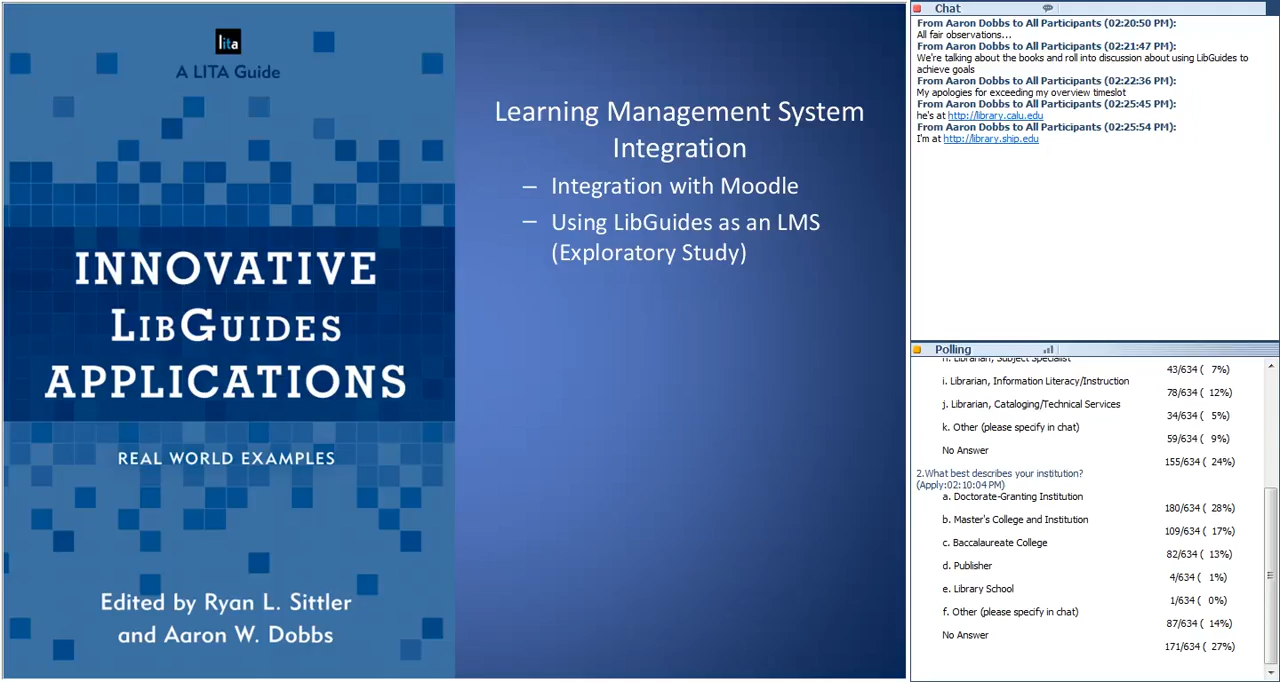 lita
A LITA Guide
INNOVATIVE
LIBGUIDES
APPLICATIONS
REAL WORLD EXAMPLES
Edited by Ryan L. Sittler
and Aaron W. Dobbs
Learning Management System
Integration
– Integration with Moodle
– Using LibGuides as an LMS
(Exploratory Study)
Chat
From Aaron Dobbs to All Participants (02:20:50 PM):
All fair observations...
From Aaron Dobbs to All Participants (02:21:47 PM):
We're talking about the books and roll into discussion about using LibGuides to
achieve goals
From Aaron Dobbs to All Participants (02:22:36 PM):
My apologies for exceeding my overview timeslot
From Aaron Dobbs to All Participants (02:25:45 PM):
he's at http://library.calu.edu
From Aaron Dobbs to All Participants (02:25:54 PM):
I'm at http://library.ship.edu
Polling
h. Librarian, Subject Specialist
43/634 ( 7%)
i. Librarian, Information Literacy/Instruction
78/634 ( 12%)
j. Librarian, Cataloging/Technical Services
34/634 ( 5%)
k. Other (please specify in chat)
59/634 ( 9%)
No Answer
155/634 ( 24%)
2.What best describes your institution?
(Apply:02:10:04 PM)
a. Doctorate-Granting Institution
180/634 ( 28%)
b. Master's College and Institution
109/634 ( 17%)
c. Baccalaureate College
82/634 ( 13%)
d. Publisher
4/634 ( 1%)
e. Library School
1/634 ( 0%)
f. Other (please specify in chat)
87/634 ( 14%)
No Answer
171/634 ( 27%)